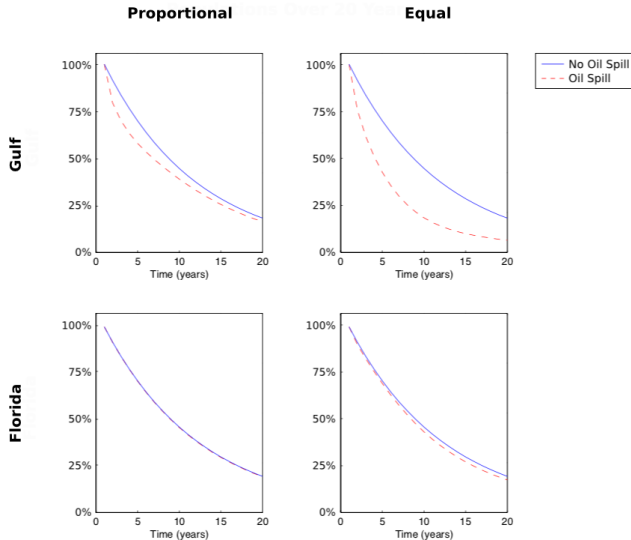 Proportional
Equal
No Oil Spill
Oil Spill
Gulf
100%
75%
50%
25%
0%
0 5 10 15 20
Time (years)
100%
75%
50%
25%
0%
0 5 10 15 20
Time (years)
Florida
100%
75%
50%
25%
0%
0 5 10 15 20
Time (years)
100%
75%
50%
25%
0%
0 5 10 15 20
Time (years)